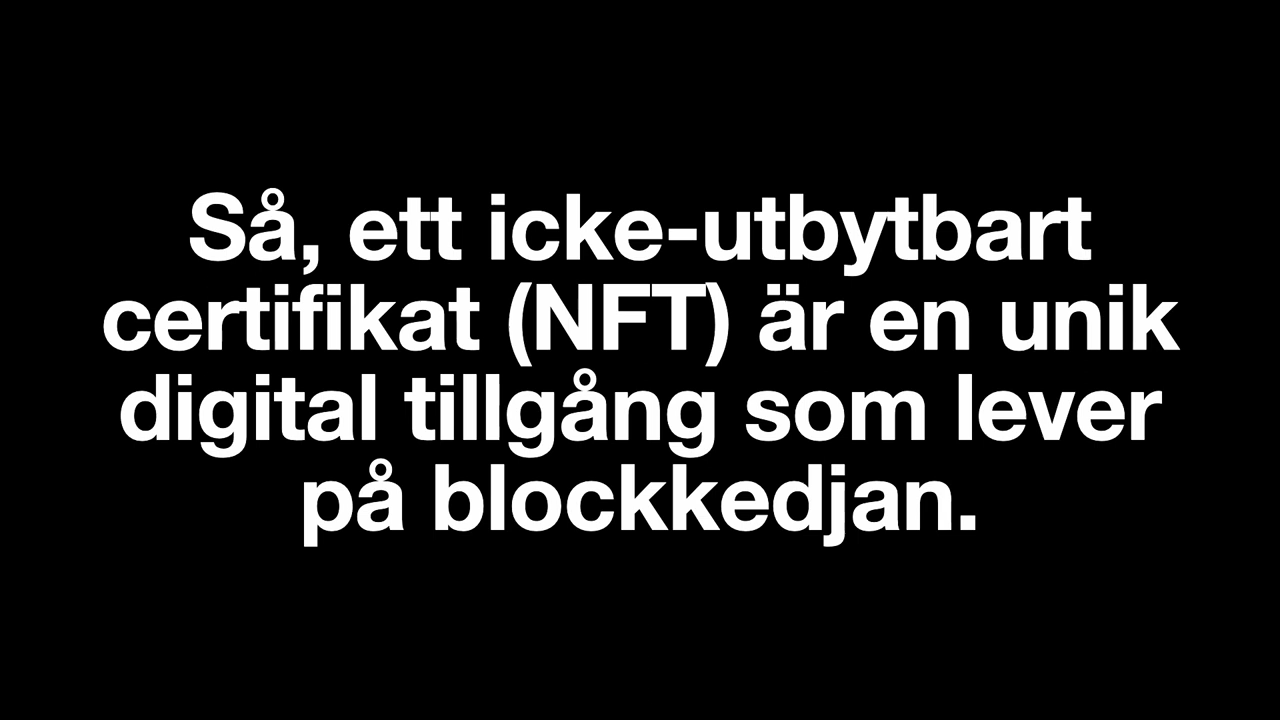 Så, ett icke-utbytbart
certifikat (NFT) är en unik
digital tillgång som lever
på blockkedjan.